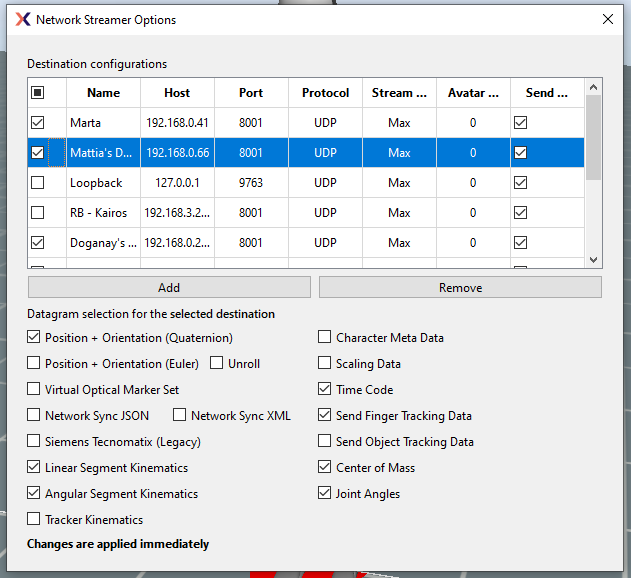 Network Streamer Options
Destination configurations
Name Host Port Protocol Stream ... Avatar ... Send ...
Marta 192.168.0.41 8001 UDP Max 0
Mattia's D... 192.168.0.66 8001 UDP Max 0
Loopback 127.0.0.1 9763 UDP Max 0
RB - Kairos 192.168.3.2... 8001 UDP Max 0
Doganay's ... 192.168.0.2... 8001 UDP Max 0
Add Remove
Datagram selection for the selected destination
Position + Orientation (Quaternion) Character Meta Data
Position + Orientation (Euler) Unroll Scaling Data
Virtual Optical Marker Set Time Code
Network Sync JSON Network Sync XML Send Finger Tracking Data
Siemens Tecnomatix (Legacy) Send Object Tracking Data
Linear Segment Kinematics Center of Mass
Angular Segment Kinematics Joint Angles
Tracker Kinematics
Changes are applied immediately